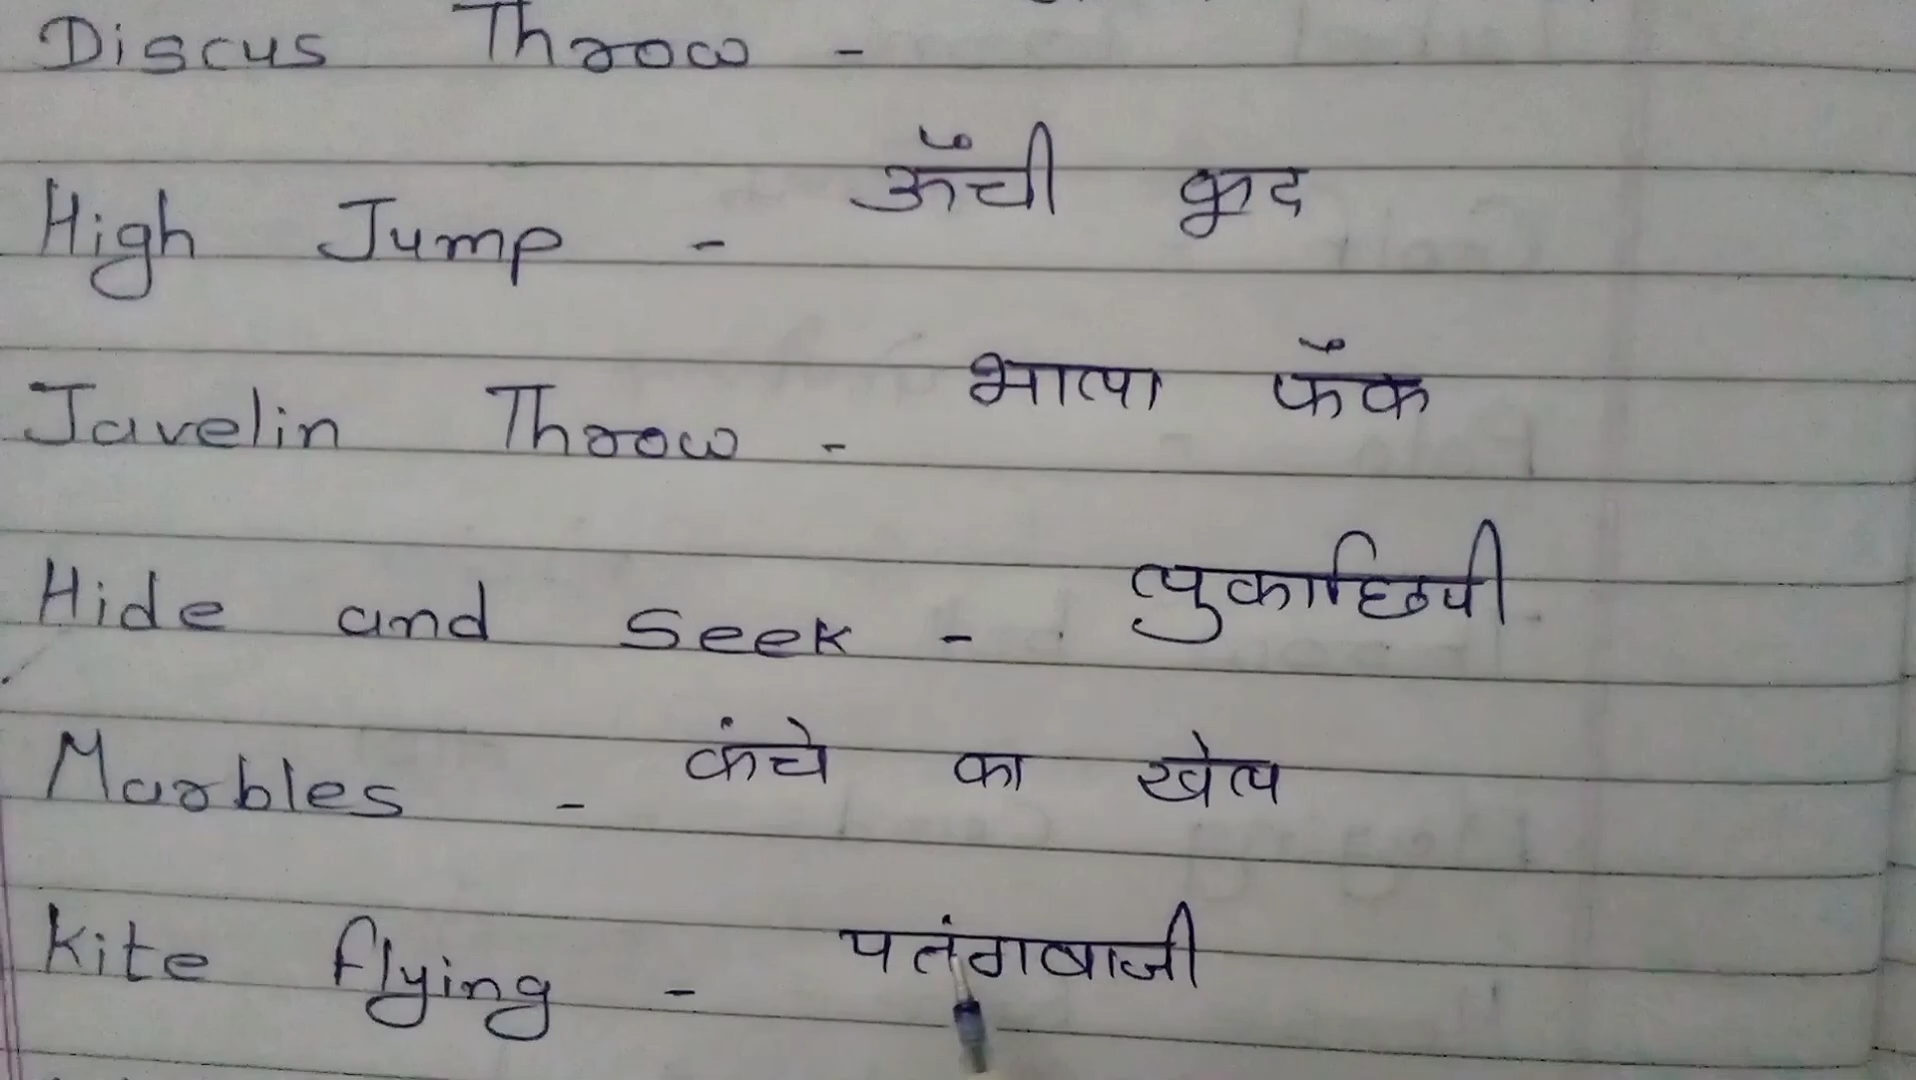 Discus Throw -
High Jump - ऊँची कूद
Javelin Throw - भाला फेँक
Hide and Seek - लुकाछिपी
Marbles - कंचे का खेल
Kite flying - पतंगबाजी